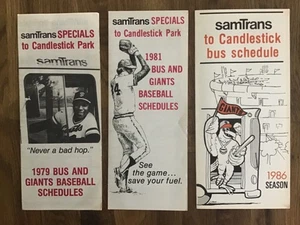 samTrans SPECIALS
to Candlestick Park
samTrans
"Never a bad hop."
1979 BUS AND
GIANTS BASEBALL
SCHEDULES
samTrans SPECIALS
to Candlestick Park
1981
BUS AND
GIANTS
BASEBALL
SCHEDULES
See
the game...
save your fuel.
samTrans
to Candlestick
bus schedule
GIANTS
1986
SEASON